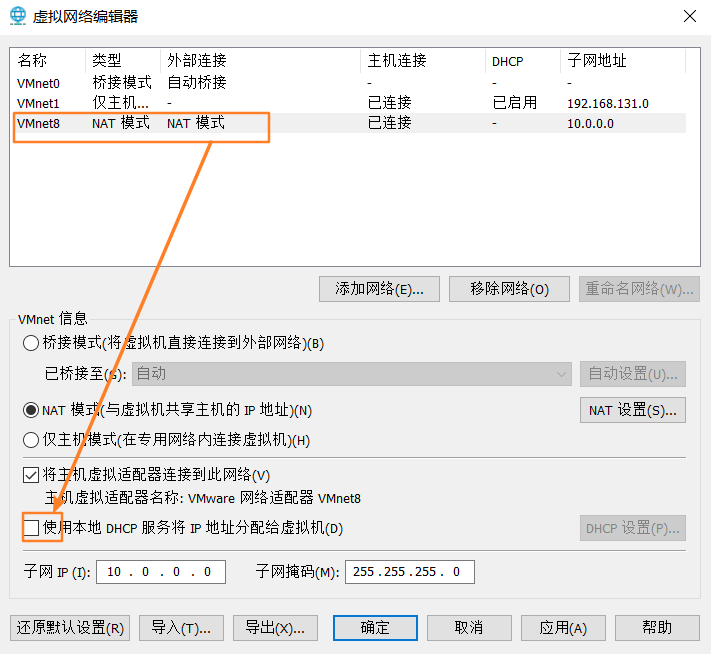 虚拟网络编辑器
名称 类型 外部连接 主机连接 DHCP 子网地址
VMnet0 桥接模式 自动桥接 - - -
VMnet1 仅主机... - 已连接 已启用 192.168.131.0
VMnet8 NAT 模式 NAT 模式 已连接 - 10.0.0.0
添加网络(E)... 移除网络(O) 重命名网络(W)...
VMnet 信息
桥接模式(将虚拟机直接连接到外部网络)(B)
已桥接至(G): 自动 自动设置(U)...
NAT 模式(与虚拟机共享主机的 IP 地址)(N) NAT 设置(S)...
仅主机模式(在专用网络内连接虚拟机)(H)
将主机虚拟适配器连接到此网络(V)
主机虚拟适配器名称: VMware 网络适配器 VMnet8
使用本地 DHCP 服务将 IP 地址分配给虚拟机(D) DHCP 设置(P)...
子网 IP (I): 10 . 0 . 0 . 0 子网掩码(M): 255 .255 .255 . 0
还原默认设置(R) 导入(T)... 导出(X)... 确定 取消 应用(A) 帮助